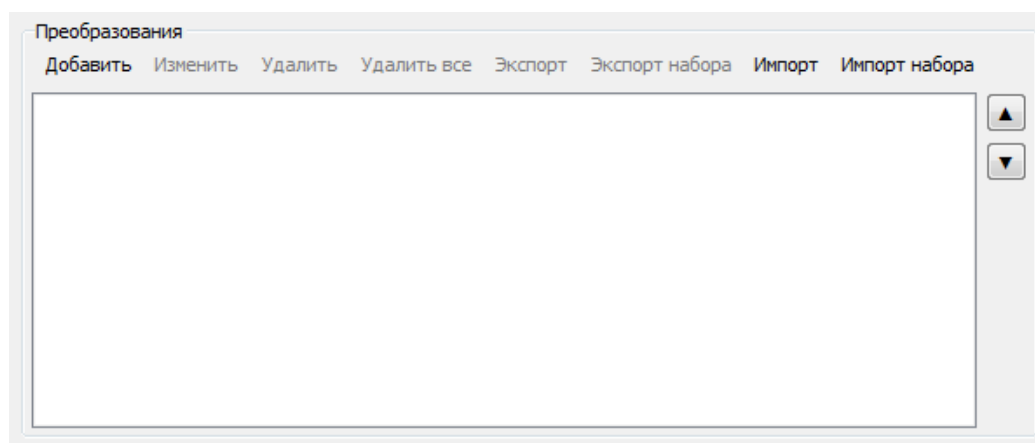 Преобразования
Добавить Изменить Удалить Удалить все Экспорт Экспорт набора Импорт Импорт набора